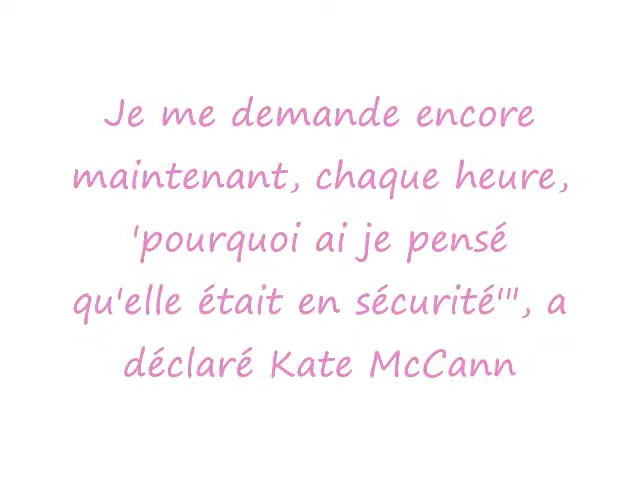 Je me demande encore
maintenant, chaque heure,
'pourquoi ai je pensé
qu'elle était en sécurité'", a
déclaré Kate McCann